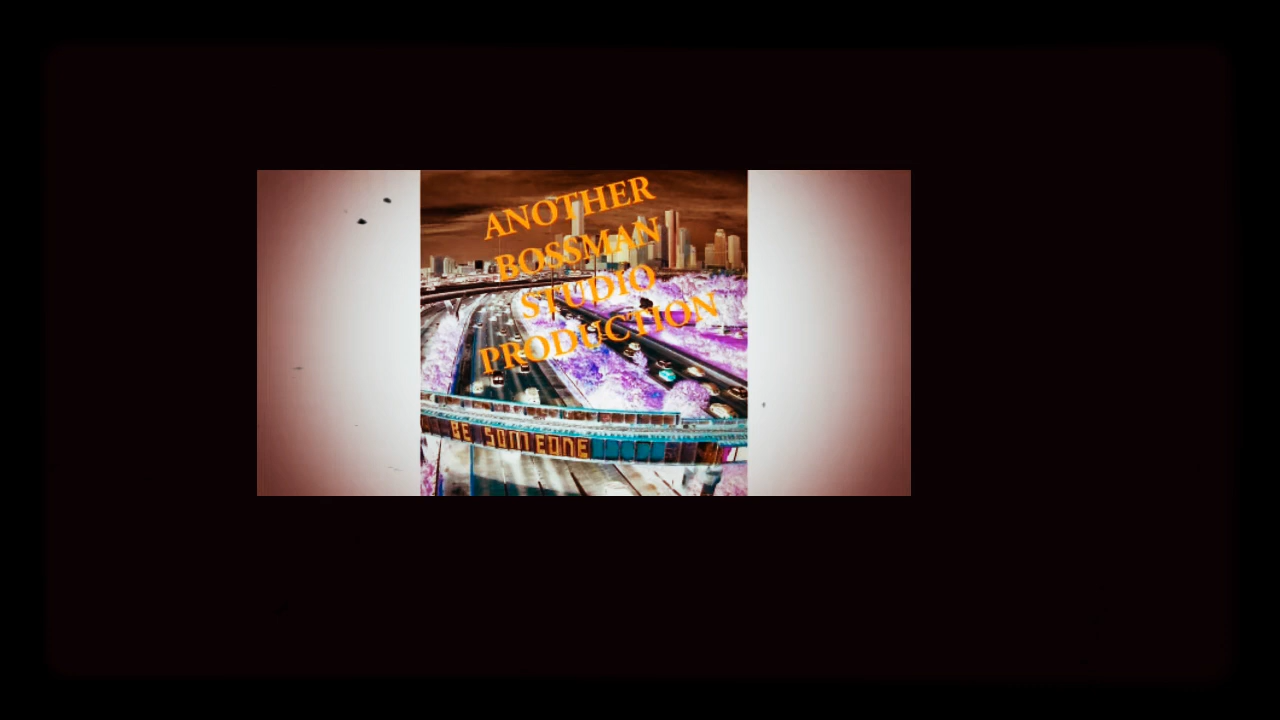 ANOTHER
BOSSMAN
STUDIO
PRODUCTION
BE SOMEONE